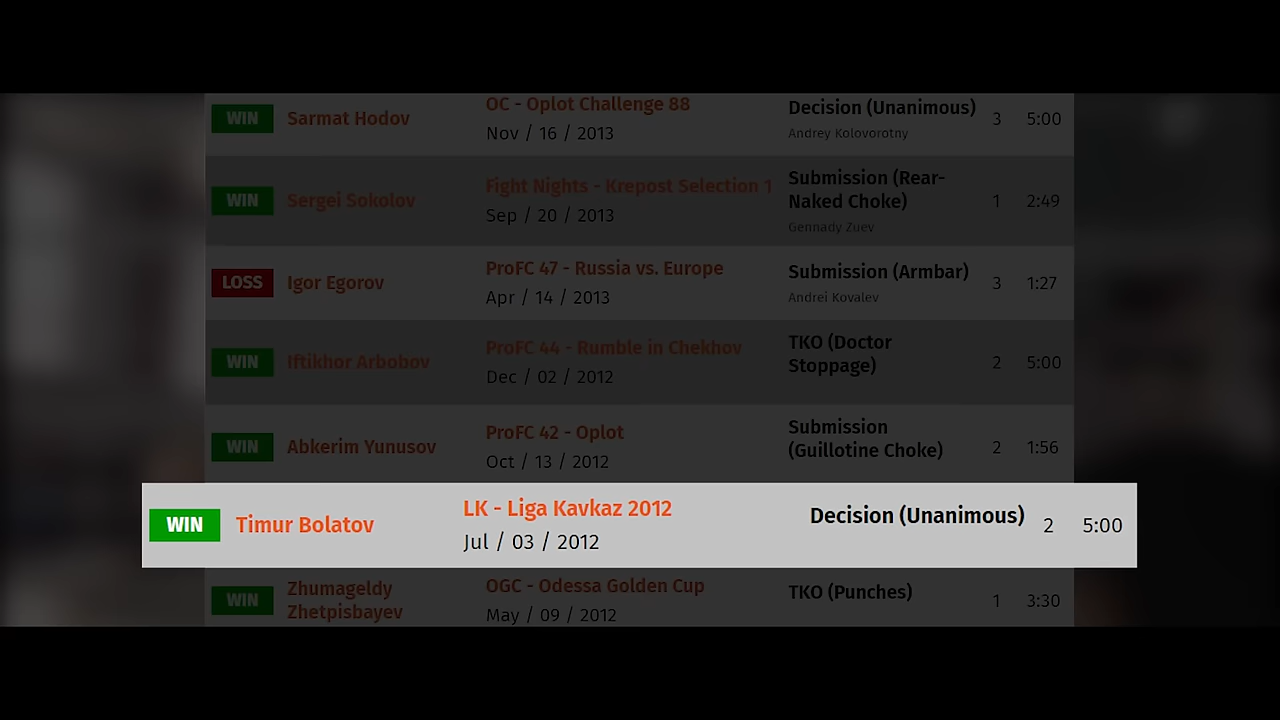 WIN Sarmat Hodov OC - Oplot Challenge 88 Decision (Unanimous) 3 5:00
Nov / 16 / 2013 Andrey Kolovorotny
WIN Sergei Sokolov Fight Nights - Krepost Selection 1 Submission (Rear-
Sep / 20 / 2013 Naked Choke) 1 2:49
Gennady Zuev
LOSS Igor Egorov ProFC 47 - Russia vs. Europe Submission (Armbar) 3 1:27
Apr / 14 / 2013 Andrei Kovalev
WIN Iftikhor Arbobov ProFC 44 - Rumble in Chekhov TKO (Doctor
Dec / 02 / 2012 Stoppage) 2 5:00
WIN Abkerim Yunusov ProFC 42 - Oplot Submission
Oct / 13 / 2012 (Guillotine Choke) 2 1:56
WIN Timur Bolatov LK - Liga Kavkaz 2012 Decision (Unanimous) 2 5:00
Jul / 03 / 2012
WIN Zhumageldy OGC - Odessa Golden Cup TKO (Punches) 1 3:30
Zhetpisbayev May / 09 / 2012